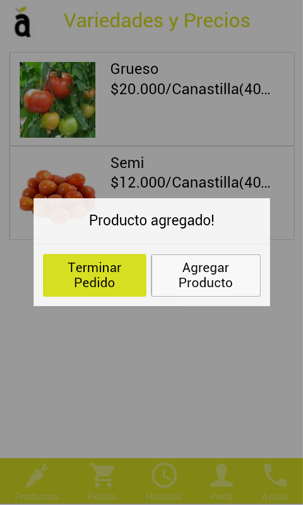 a
Variedades y Precios
Grueso
$20.000/Canastilla(40...
Semi
$12.000/Canastilla(40...
Producto agregado!
Terminar
Pedido
Agregar
Producto
Productos
Pedido
Historial
Perfil
Ayuda